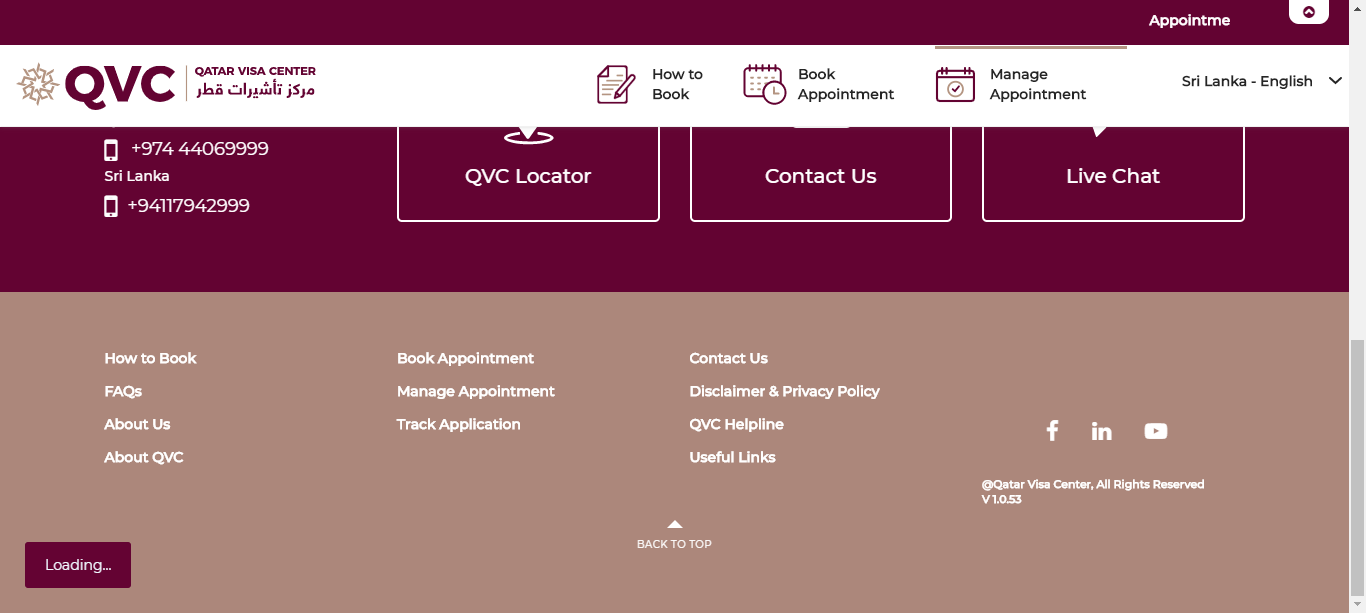 Appointme
QVC
QATAR VISA CENTER
مركز تأشيرات قطر
How to
Book
Book
Appointment
Manage
Appointment
Sri Lanka - English
+974 44069999
Sri Lanka
+94117942999
QVC Locator
Contact Us
Live Chat
How to Book
FAQs
About Us
About QVC
Book Appointment
Manage Appointment
Track Application
Contact Us
Disclaimer & Privacy Policy
QVC Helpline
Useful Links
@Qatar Visa Center, All Rights Reserved
V 1.0.53
BACK TO TOP
Loading...